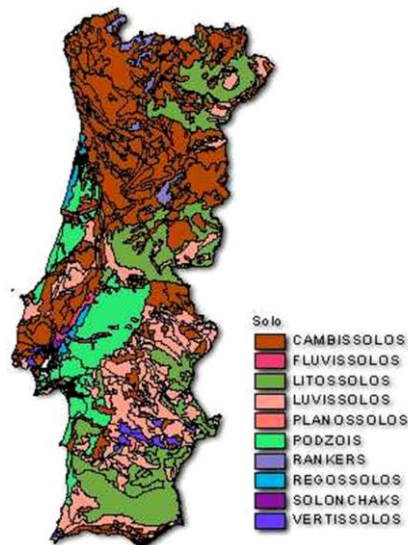 Solo
CAMBISSOLOS
FLUVISSOLOS
LITOSSOLOS
LUVISSOLOS
PLANOSSOLOS
PODZOIS
RANKERS
REGOSSOLOS
SOLONCHAKS
VERTISSOLOS